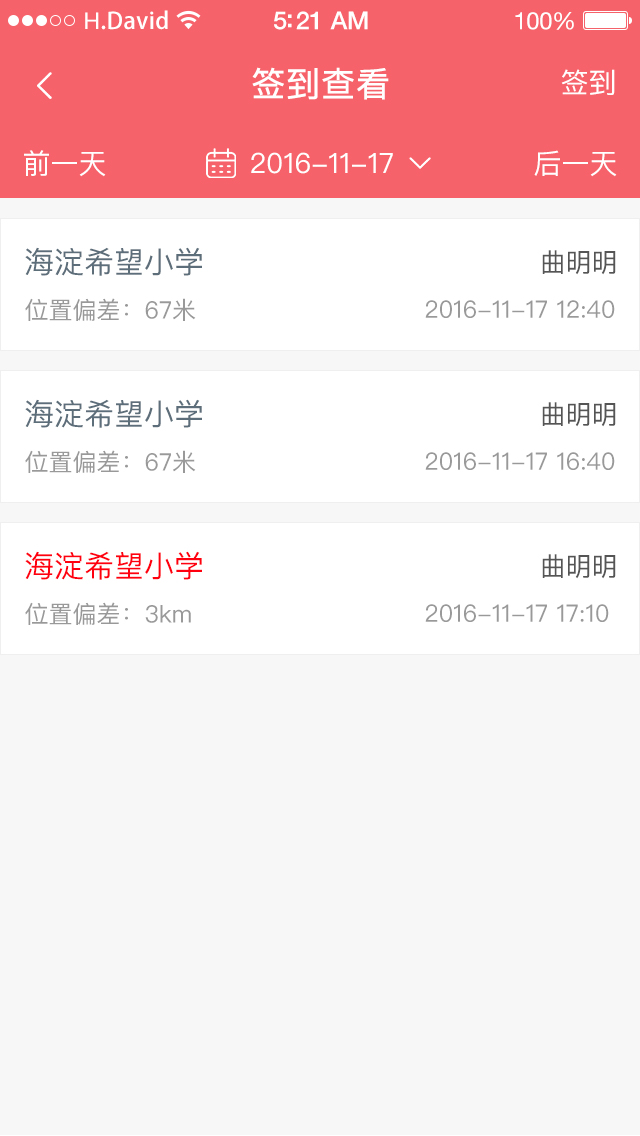 H.David 5:21 AM 100%
签到查看 签到
前一天 2016-11-17 后一天
海淀希望小学 曲明明
位置偏差：67米 2016-11-17 12:40
海淀希望小学 曲明明
位置偏差：67米 2016-11-17 16:40
海淀希望小学 曲明明
位置偏差：3km 2016-11-17 17:10